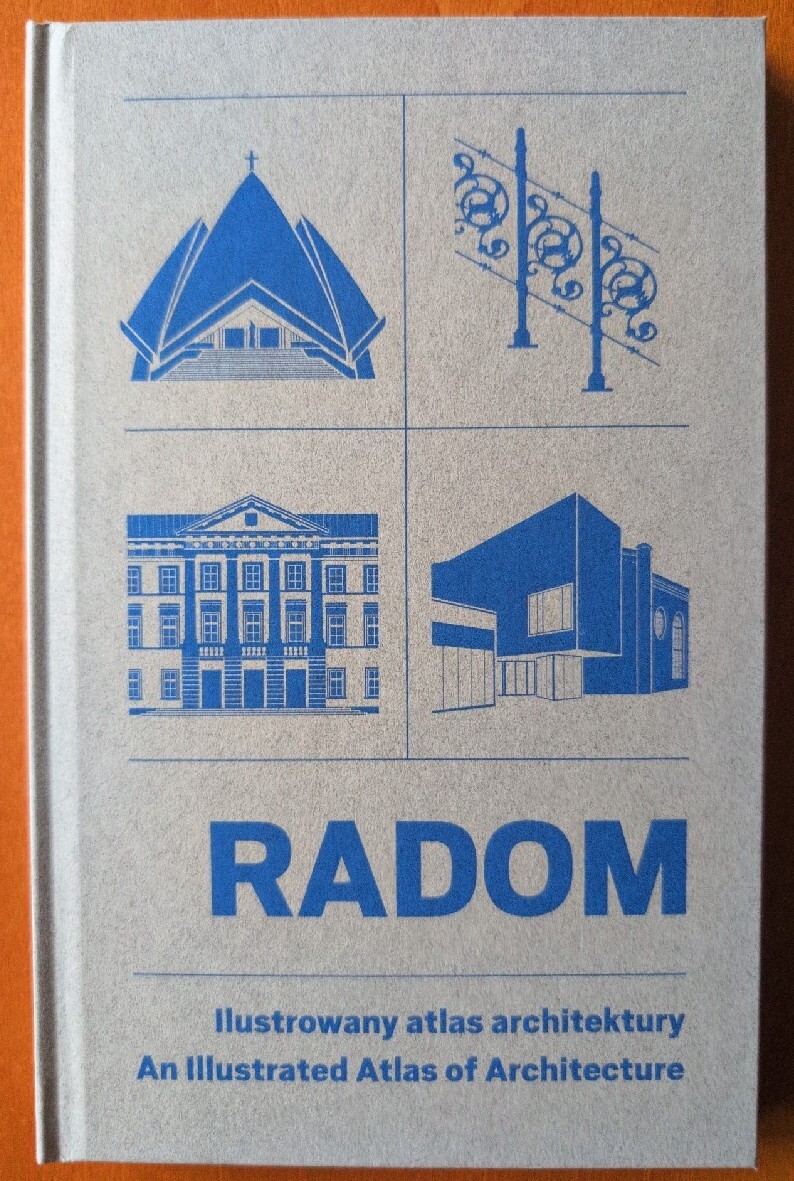 RADOM
Ilustrowany atlas architektury
An Illustrated Atlas of Architecture